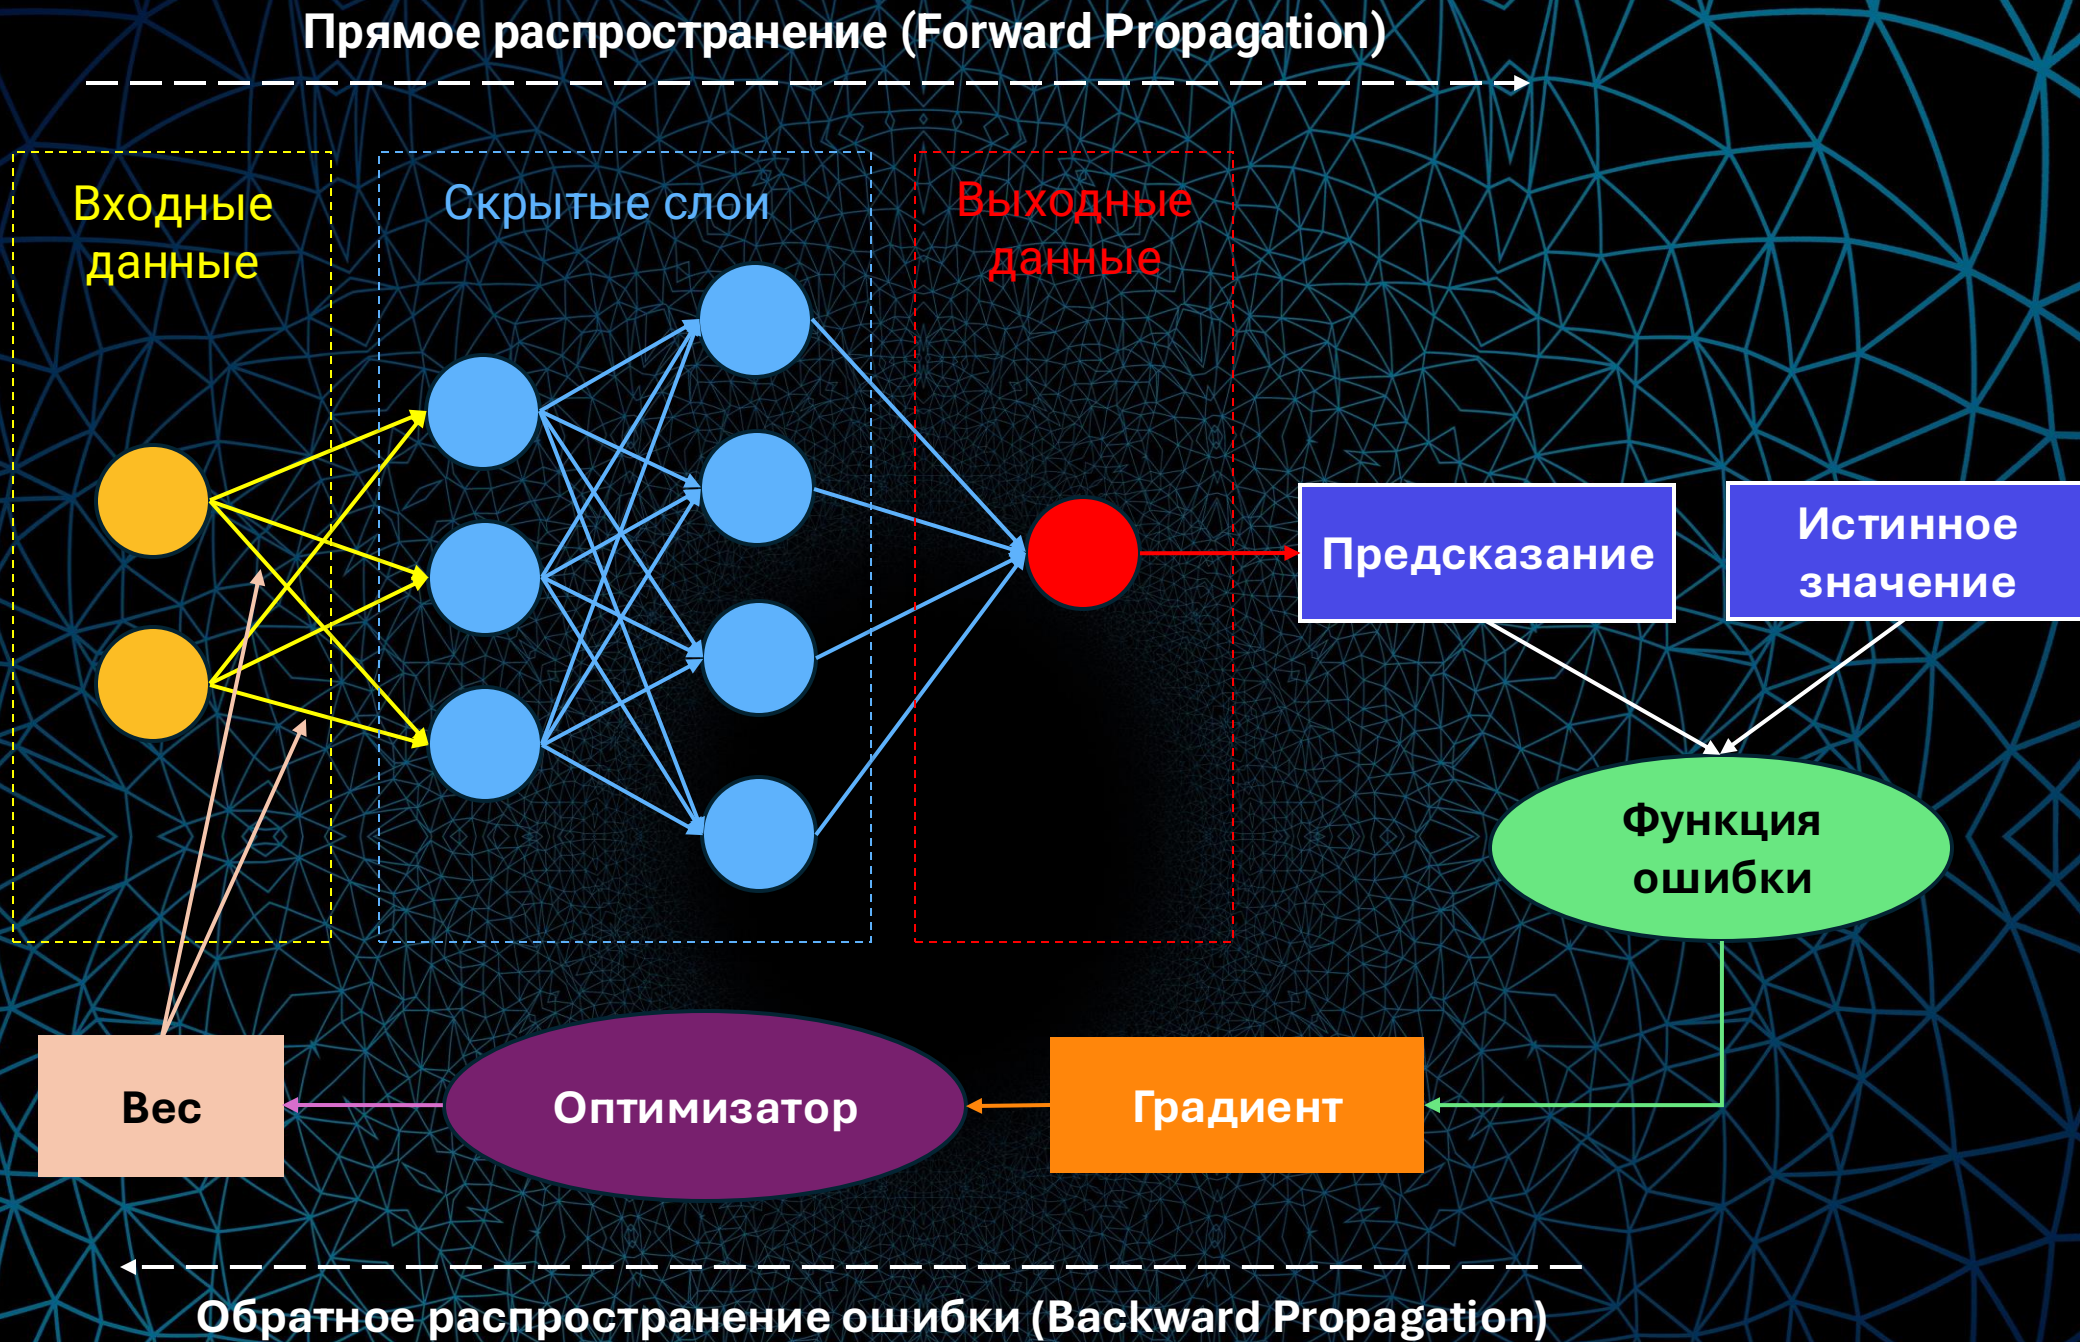 Прямое распространение (Forward Propagation)
Входные
данные
Скрытые слои
Выходные
данные
Предсказание
Истинное
значение
Функция
ошибки
Вес
Оптимизатор
Градиент
Обратное распространение ошибки (Backward Propagation)